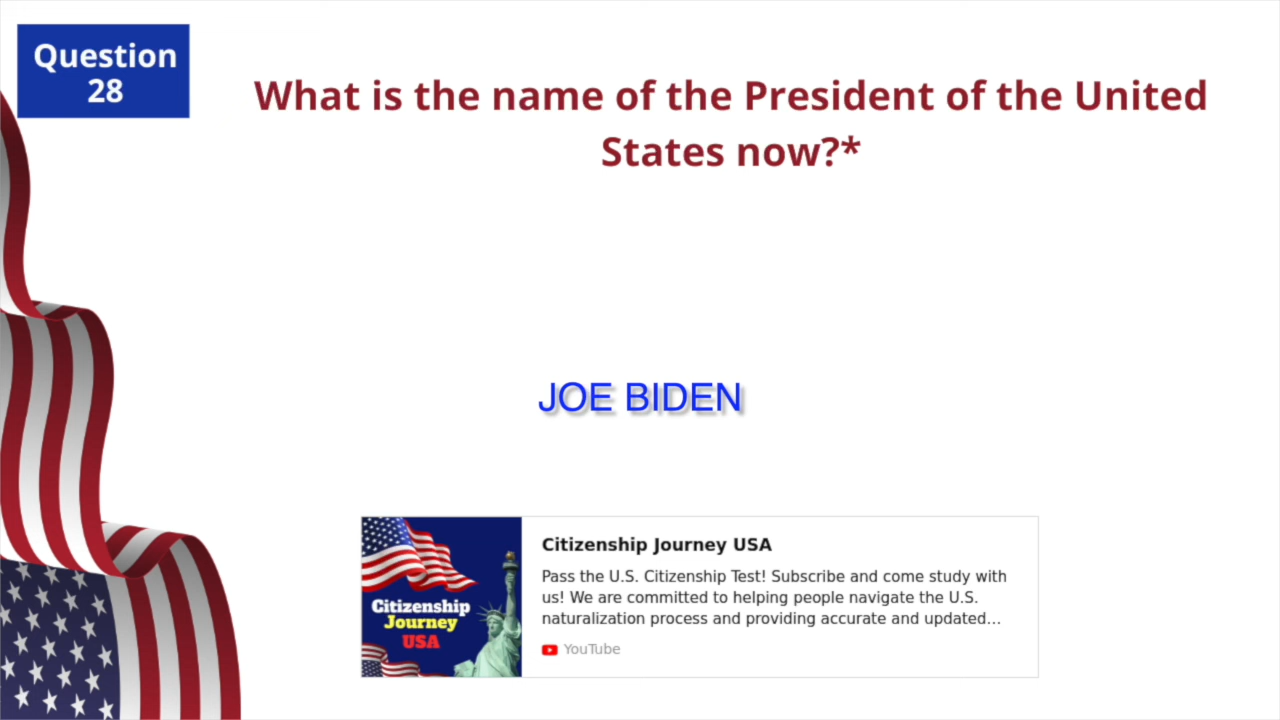 Question
28
What is the name of the President of the United
States now?*
JOE BIDEN
Citizenship
Journey
USA
Citizenship Journey USA
Pass the U.S. Citizenship Test! Subscribe and come study with
us! We are committed to helping people navigate the U.S.
naturalization process and providing accurate and updated...
YouTube